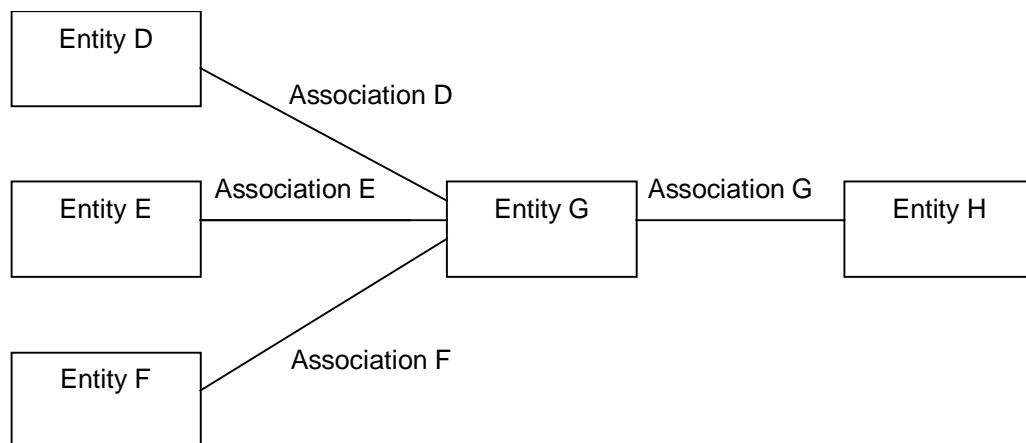 Entity D
Association D
Entity E
Association E
Entity G
Association G
Entity H
Association F
Entity F